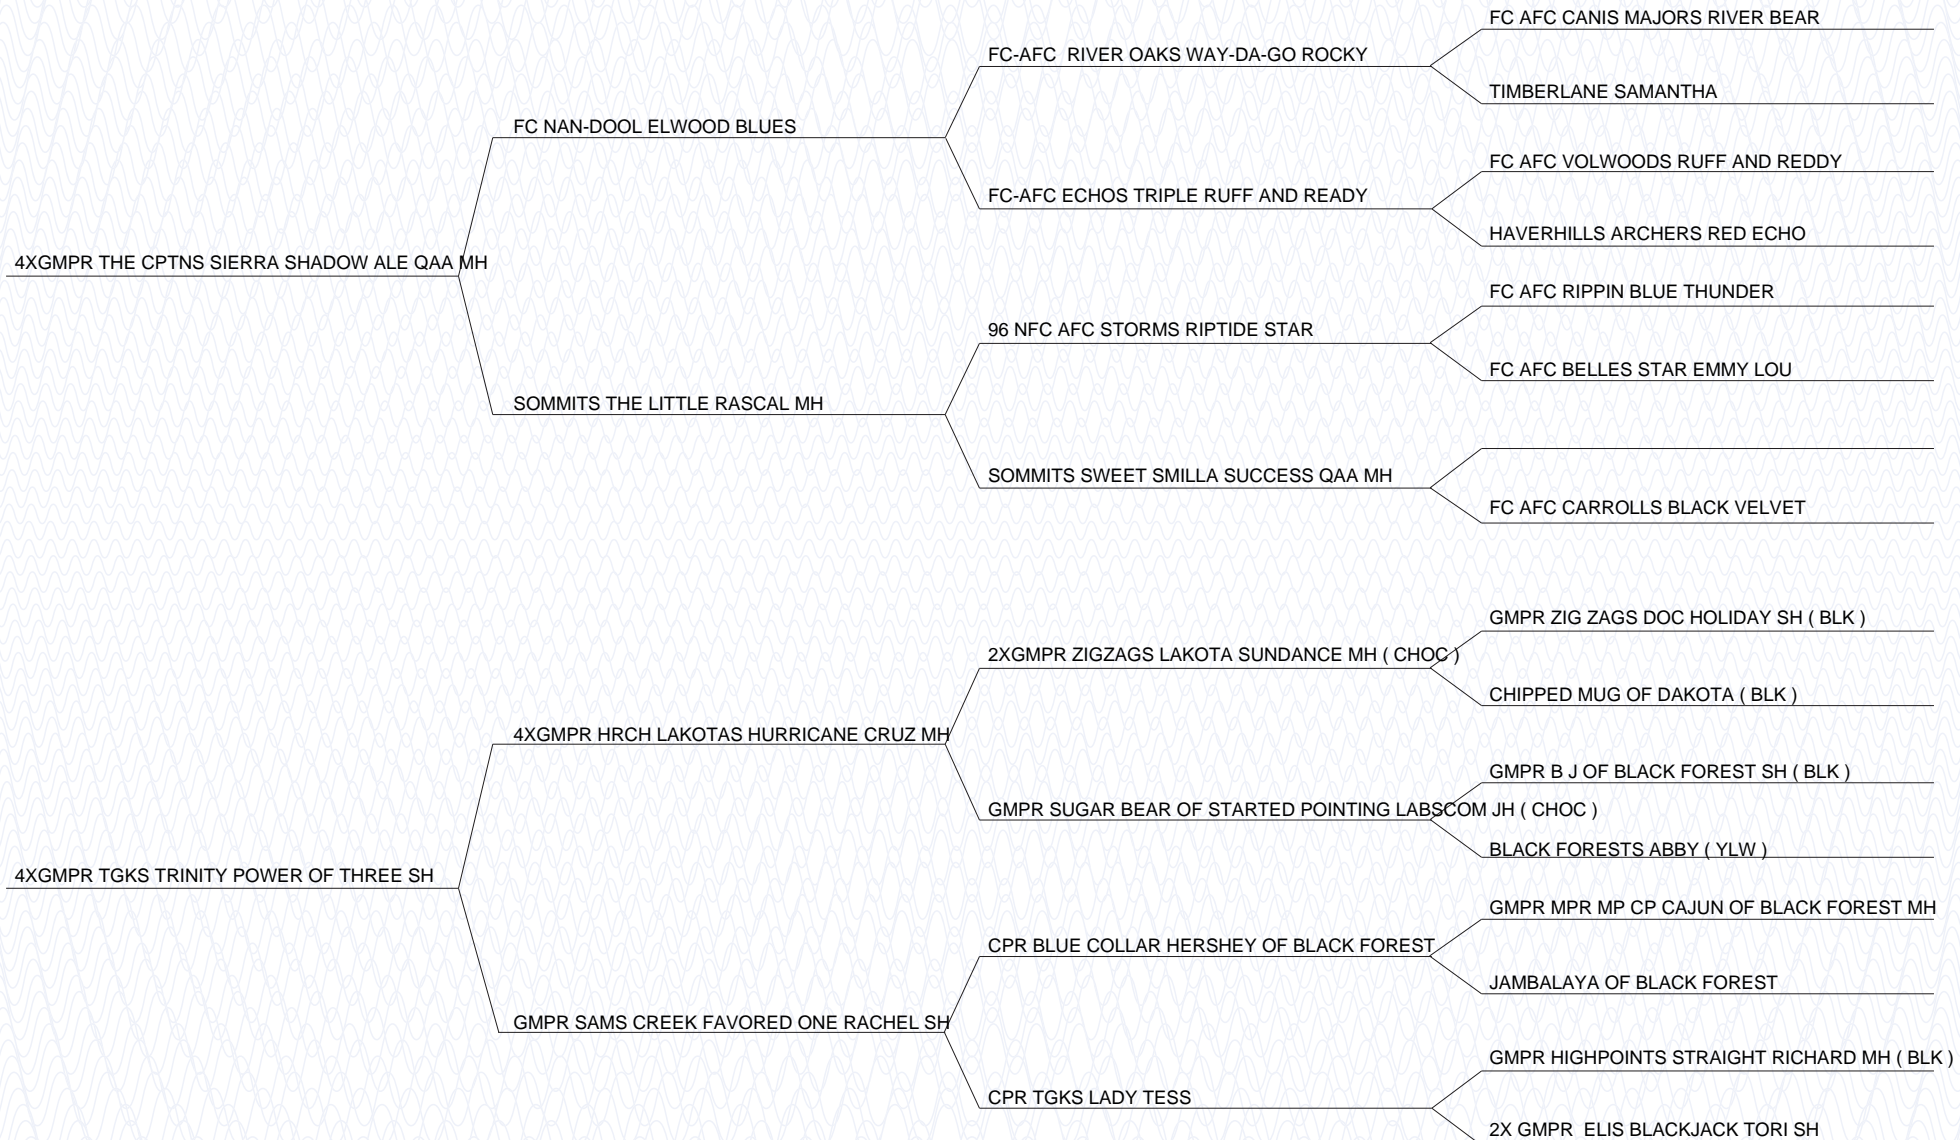 FC AFC CANIS MAJORS RIVER BEAR
FC-AFC  RIVER OAKS WAY-DA-GO ROCKY
TIMBERLANE SAMANTHA
FC NAN-DOOL ELWOOD BLUES
FC AFC VOLWOODS RUFF AND REDDY
FC-AFC ECHOS TRIPLE RUFF AND READY
HAVERHILLS ARCHERS RED ECHO
4XGMPR THE CPTNS SIERRA SHADOW ALE QAA MH
FC AFC RIPPIN BLUE THUNDER
96 NFC AFC STORMS RIPTIDE STAR
FC AFC BELLES STAR EMMY LOU
SOMMITS THE LITTLE RASCAL MH
SOMMITS SWEET SMILLA SUCCESS QAA MH
FC AFC CARROLLS BLACK VELVET
GMPR ZIG ZAGS DOC HOLIDAY SH ( BLK )
2XGMPR ZIGZAGS LAKOTA SUNDANCE MH ( CHOC )
CHIPPED MUG OF DAKOTA ( BLK )
4XGMPR HRCH LAKOTAS HURRICANE CRUZ MH
GMPR B J OF BLACK FOREST SH ( BLK )
GMPR SUGAR BEAR OF STARTED POINTING LABSCOM JH ( CHOC )
BLACK FORESTS ABBY ( YLW )
4XGMPR TGKS TRINITY POWER OF THREE SH
GMPR MPR MP CP CAJUN OF BLACK FOREST MH
CPR BLUE COLLAR HERSHEY OF BLACK FOREST
JAMBALAYA OF BLACK FOREST
GMPR SAMS CREEK FAVORED ONE RACHEL SH
GMPR HIGHPOINTS STRAIGHT RICHARD MH ( BLK )
CPR TGKS LADY TESS
2X GMPR  ELIS BLACKJACK TORI SH